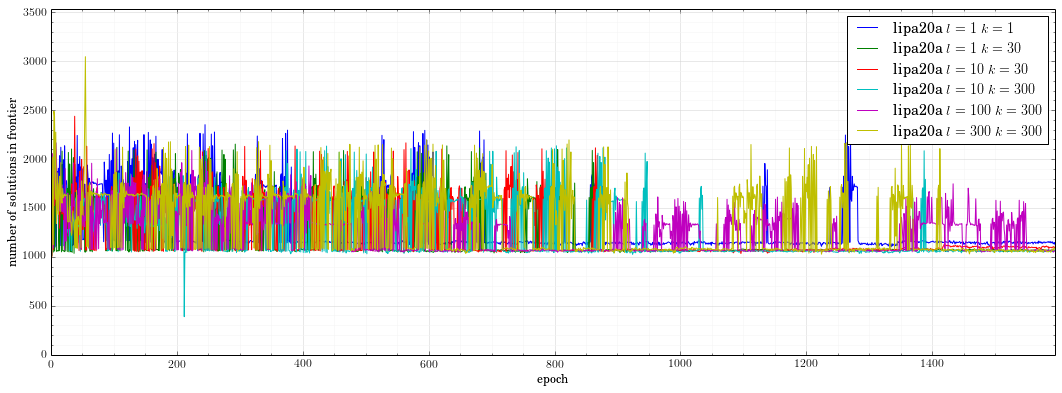 3500
3000
2500
2000
1500
1000
500
0
number of solutions in frontier
0 200 400 600 800 1000 1200 1400
epoch
lipa20a l = 1 k = 1
lipa20a l = 1 k = 30
lipa20a l = 10 k = 30
lipa20a l = 10 k = 300
lipa20a l = 100 k = 300
lipa20a l = 300 k = 300